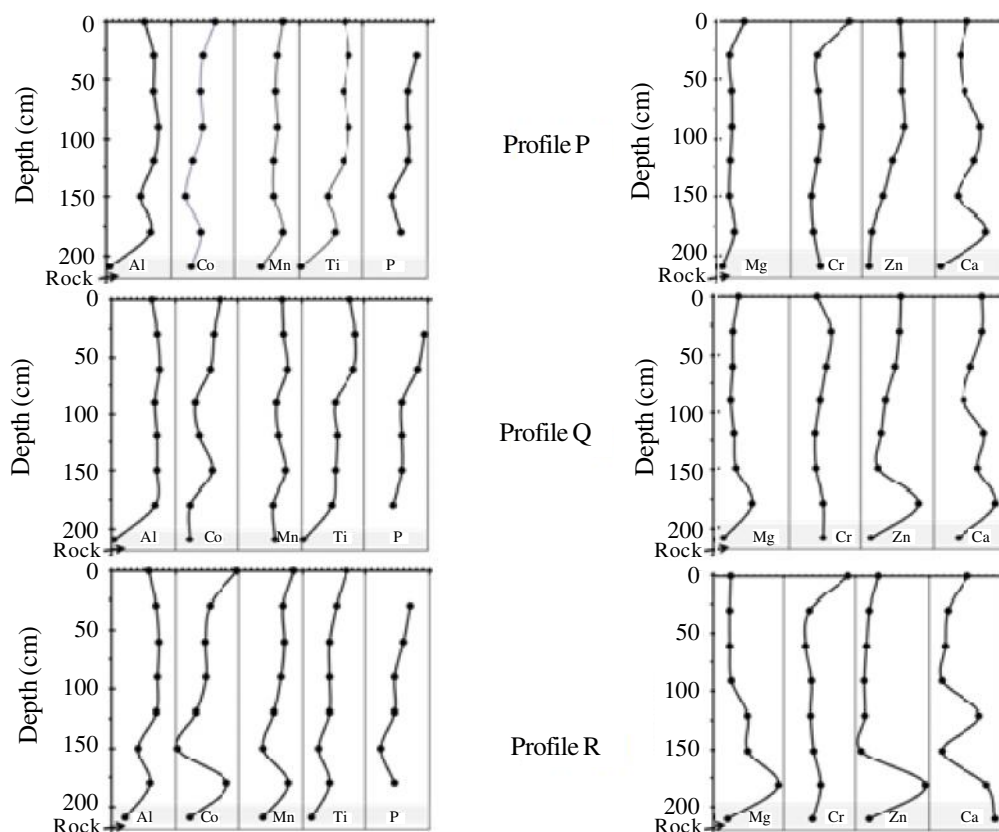 0
50
100
150
200
Rock
Depth (cm)
Al Co Mn Ti P
Profile P
0
50
100
150
200
Rock
Depth (cm)
Mg Cr Zn Ca
0
50
100
150
200
Rock
Depth (cm)
Al Co Mn Ti P
Profile Q
0
50
100
150
200
Rock
Depth (cm)
Mg Cr Zn Ca
0
50
100
150
200
Rock
Depth (cm)
Al Co Mn Ti P
Profile R
0
50
100
150
200
Rock
Depth (cm)
Mg Cr Zn Ca